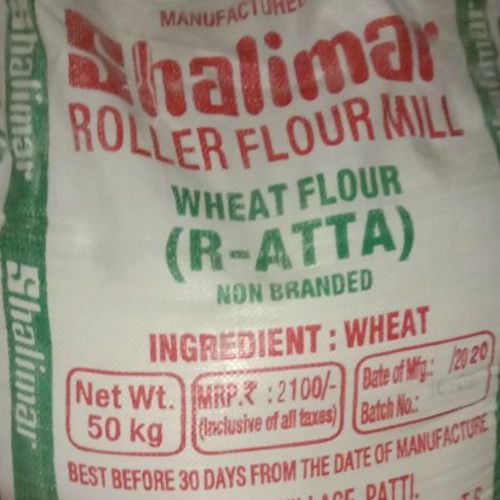 MANUFACTURED
Shalimar
ROLLER FLOUR MILL
WHEAT FLOUR
(R-ATTA)
NON BRANDED
INGREDIENT : WHEAT
Net Wt.
50 kg
MRP.₹ :2100/-
(Inclusive of all taxes)
Date of Mfg.: /2020
Batch No.:
BEST BEFORE 30 DAYS FROM THE DATE OF MANUFACTURE
PATTI,
Shalimar
Shalimar